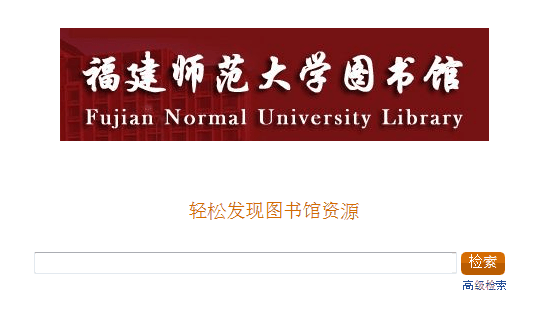 福建师范大学图书馆
Fujian Normal University Library
轻松发现图书馆资源
检索
高级检索